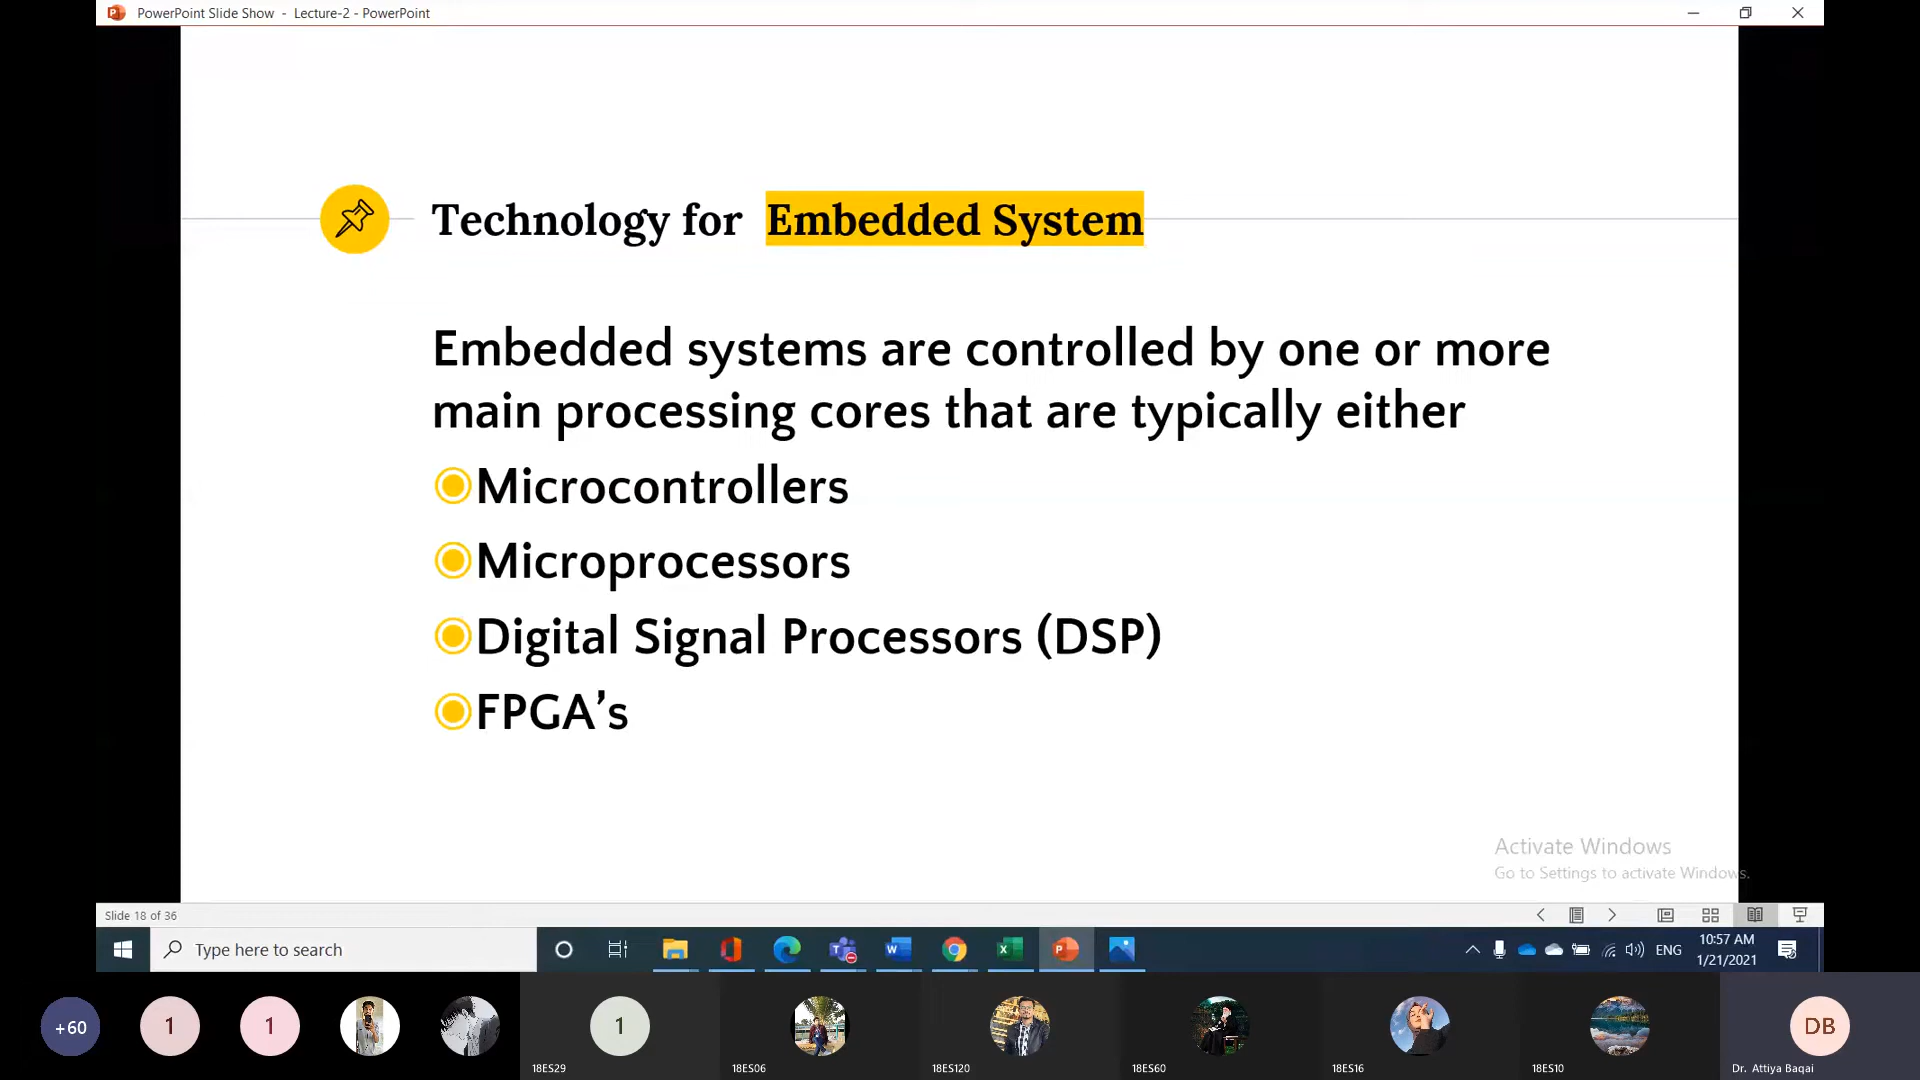 PowerPoint Slide Show - Lecture-2 - PowerPoint
Technology for Embedded System
Embedded systems are controlled by one or more
main processing cores that are typically either
Microcontrollers
Microprocessors
Digital Signal Processors (DSP)
FPGA’s
Activate Windows
Go to Settings to activate Windows.
Slide 18 of 36
Type here to search
ENG
10:57 AM
1/21/2021
+60
1
1
1
DB
18ES29
18ES06
18ES120
18ES60
18ES16
18ES10
Dr. Attiya Baqai